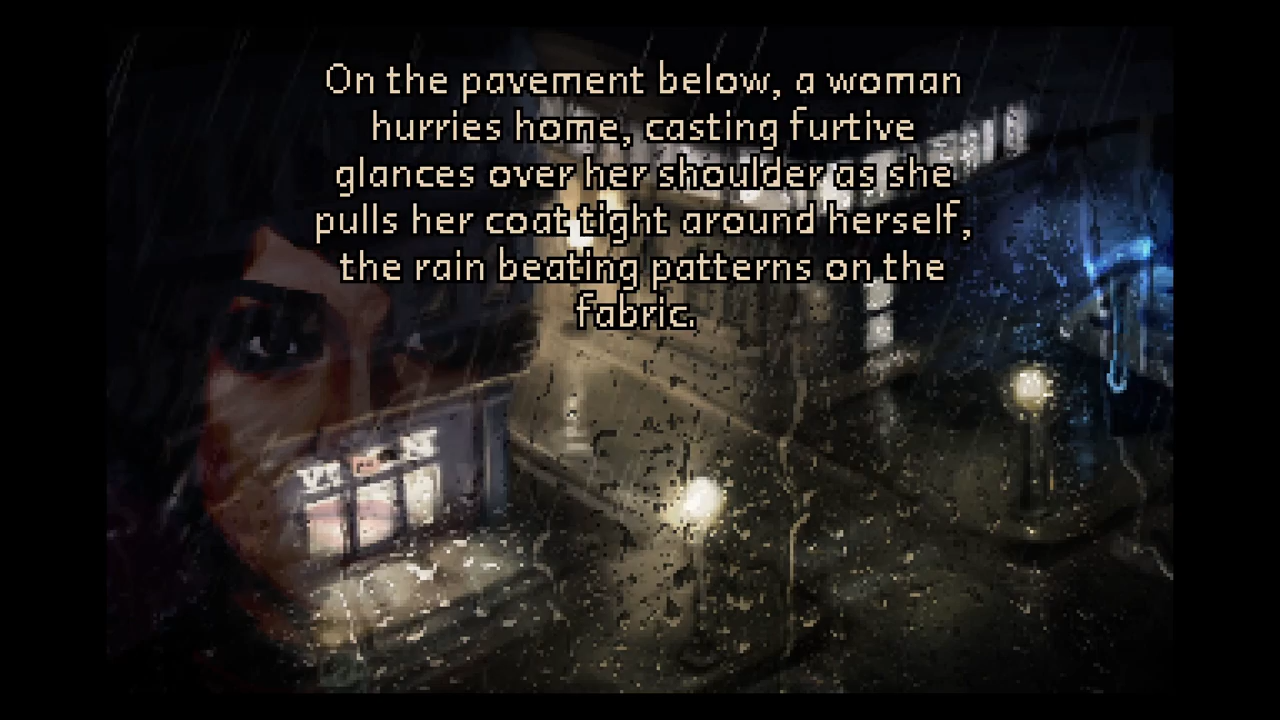 On the pavement below, a woman
hurries home, casting furtive
glances over her shoulder as she
pulls her coat tight around herself,
the rain beating patterns on the
fabric.